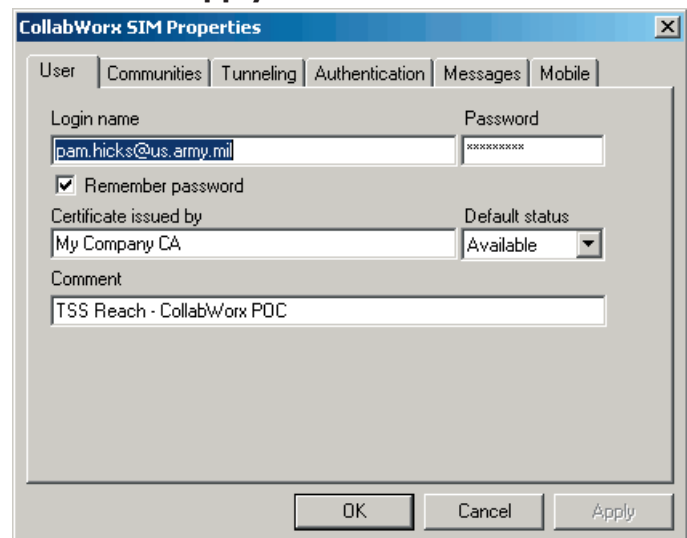 CollabWorx SIM Properties
User Communities Tunneling Authentication Messages Mobile
Login name Password
pam.hicks@us.army.mil xxxxxxxxx
Remember password
Certificate issued by Default status
My Company CA Available
Comment
TSS Reach - CollabWorx POC
OK Cancel Apply